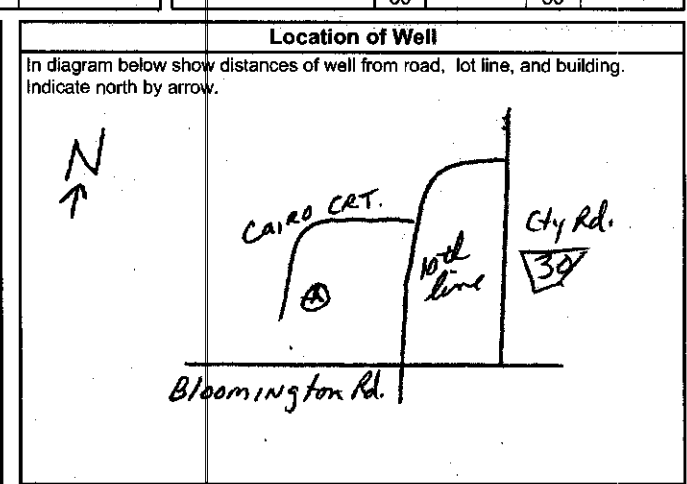 Location of Well
In diagram below show distances of well from road, lot line, and building.
Indicate north by arrow.
N
CAIRO CRT.
Cty Rd.
10th
line
30
Bloomington Rd.